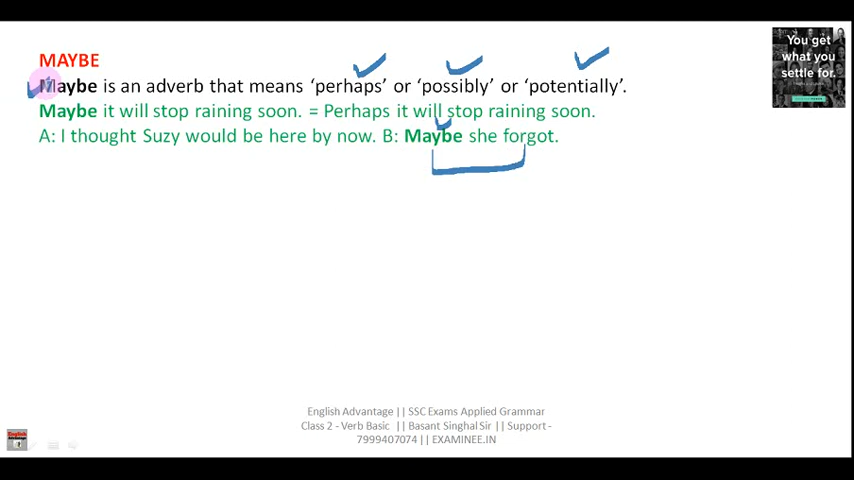 MAYBE
Maybe is an adverb that means ‘perhaps’ or ‘possibly’ or ‘potentially’.
Maybe it will stop raining soon. = Perhaps it will stop raining soon.
A: I thought Suzy would be here by now. B: Maybe she forgot.
You get
what you
settle for.
English Advantage || SSC Exams Applied Grammar
Class 2 - Verb Basic || Basant Singhal Sir || Support -
7999407074 || EXAMINEE.IN
English